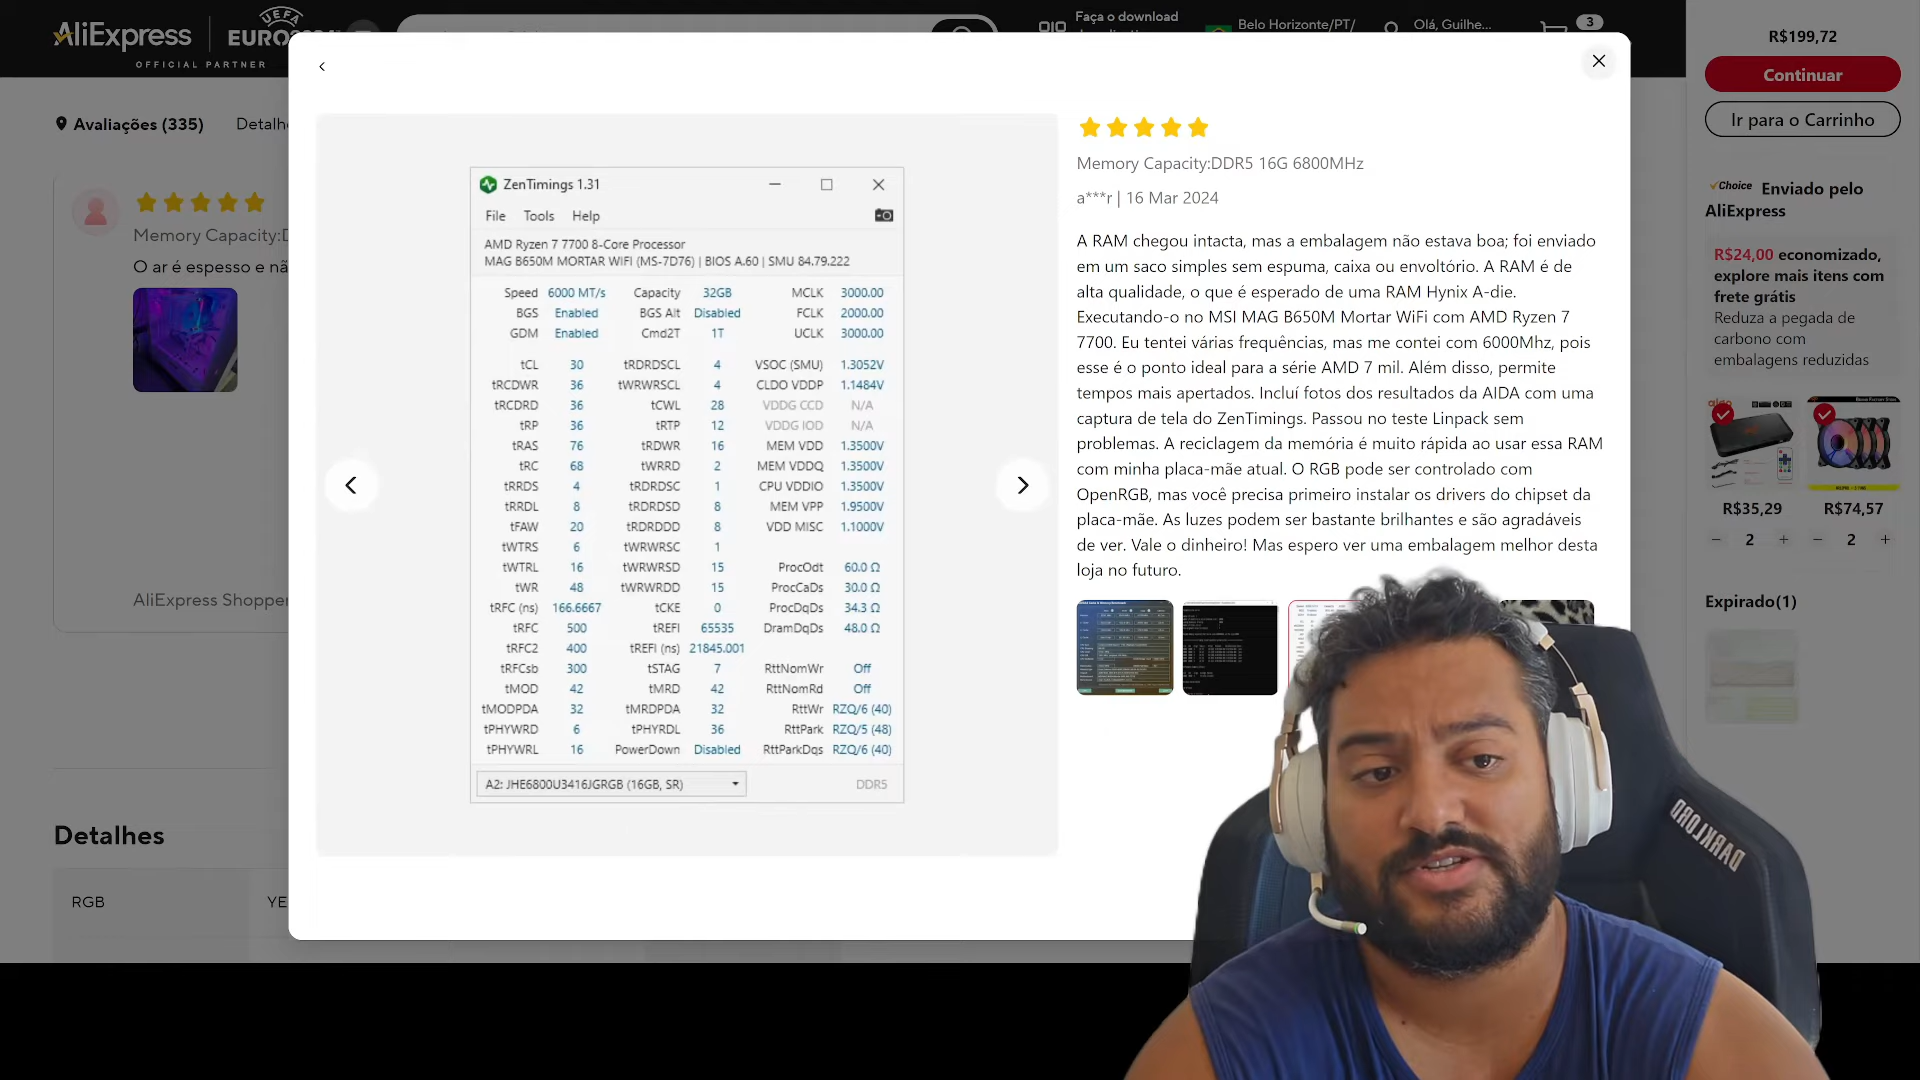 AliExpress
OFFICIAL PARTNER
UEFA
Faça o download
Belo Horizonte/PT/
Olá, Guilhe...
3
R$199,72
Continuar
Ir para o Carrinho
Choice Enviado pelo
AliExpress
R$24,00 economizado,
explore mais itens com
frete grátis
Reduza a pegada de
carbono com
embalagens reduzidas
R$35,29
R$74,57
− 2 +
− 2 +
Expirado(1)
Avaliações (335)
Memory Capacity:
O ar é espesso e
AliExpress
Detalhes
RGB
ZenTimings 1.31
File Tools Help
AMD Ryzen 7 7700 8-Core Processor
MAG B650M MORTAR WIFI (MS-7D76) | BIOS A.60 | SMU 84.79.222
Speed 6000 MT/s Capacity 32GB MCLK 3000.00
BGS Enabled BGS Alt Disabled FCLK 2000.00
GDM Enabled Cmd2T 1T UCLK 3000.00
tCL 30 tRDRDSCL 4 VSOC (SMU) 1.3052V
tRCDWR 36 tWRWRSCL 4 CLDO VDDP 1.1484V
tRCDRD 36 tCWL 28 VDDG CCD N/A
tRP 36 tRTP 12 VDDG IOD N/A
tRAS 76 tRDWR 16 MEM VDD 1.3500V
tRC 68 tWRRD 2 MEM VDDQ 1.3500V
tRRDS 4 tRDRDSC 1 CPU VDDIO 1.3500V
tRRDL 8 tRDRDSD 8 MEM VPP 1.9500V
tFAW 20 tRDRDDD 8 VDD MISC 1.1000V
tWTRS 6 tWRWRSC 1
tWTRL 16 tWRWRSD 15 ProcOdt 60.0 Ω
tWR 48 tWRWRDD 15 ProcCaDs 30.0 Ω
tRFC (ns) 166.6667 tCKE 0 ProcDqDs 34.3 Ω
tRFC 500 tREFI 65535 DramDqDs 48.0 Ω
tRFC2 400 tREFI (ns) 21845.001
tRFCsb 300 tSTAG 7 RttNomWr Off
tMOD 42 tMRD 42 RttNomRd Off
tMODPDA 32 tMRDPDA 32 RttWr RZQ/6 (40)
tPHYWRD 6 tPHYRDL 36 RttPark RZQ/5 (48)
tPHYWRL 16 PowerDown Disabled RttParkDqs RZQ/6 (40)
A2: JHE6800U3416JGRGB (16GB, SR)
DDR5
Memory Capacity:DDR5 16G 6800MHz
a***r | 16 Mar 2024
A RAM chegou intacta, mas a embalagem não estava boa; foi enviado
em um saco simples sem espuma, caixa ou envoltório. A RAM é de
alta qualidade, o que é esperado de uma RAM Hynix A-die.
Executando-o no MSI MAG B650M Mortar WiFi com AMD Ryzen 7
7700. Eu tentei várias frequências, mas me contei com 6000Mhz, pois
esse é o ponto ideal para a série AMD 7 mil. Além disso, permite
tempos mais apertados. Incluí fotos dos resultados da AIDA com uma
captura de tela do ZenTimings. Passou no teste Linpack sem
problemas. A reciclagem da memória é muito rápida ao usar essa RAM
com minha placa-mãe atual. O RGB pode ser controlado com
OpenRGB, mas você precisa primeiro instalar os drivers do chipset da
placa-mãe. As luzes podem ser bastante brilhantes e são agradáveis
de ver. Vale o dinheiro! Mas espero ver uma embalagem melhor desta
loja no futuro.
DARKLORD